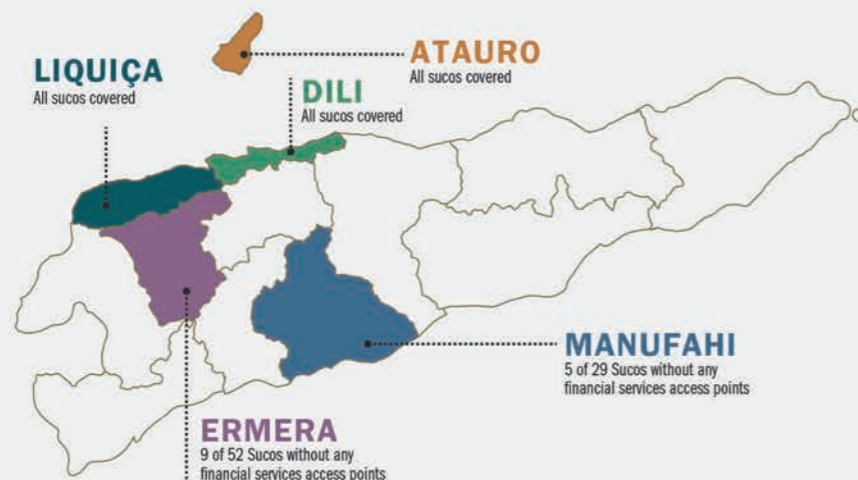 ATAURO
All sucos covered
LIQUIÇA
All sucos covered
DILI
All sucos covered
MANUFAHI
5 of 29 Sucos without any
financial services access points
ERMERA
9 of 52 Sucos without any
financial services access points